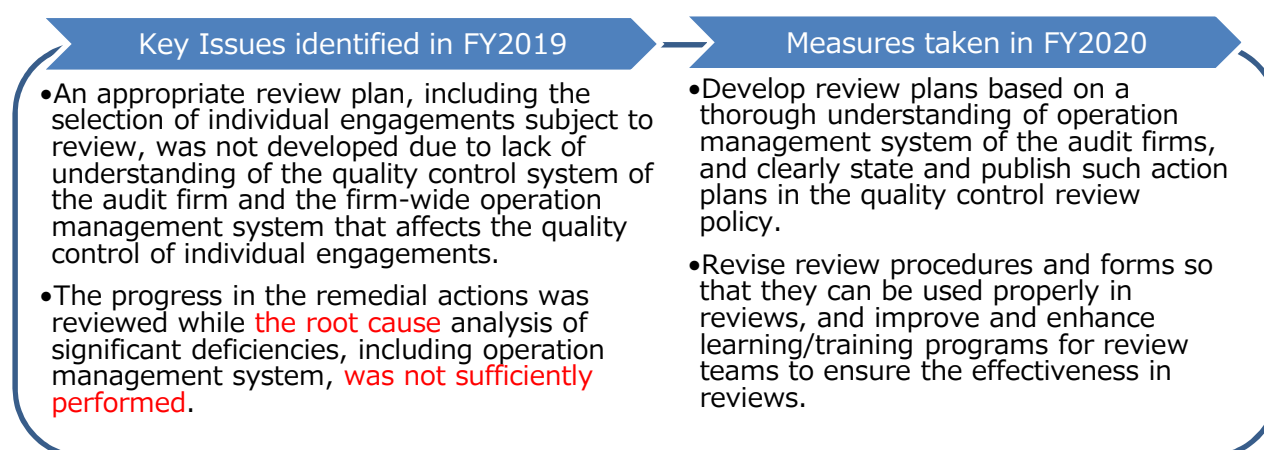 Key Issues identified in FY2019
•An appropriate review plan, including the
selection of individual engagements subject to
review, was not developed due to lack of
understanding of the quality control system of
the audit firm and the firm-wide operation
management system that affects the quality
control of individual engagements.
•The progress in the remedial actions was
reviewed while the root cause analysis of
significant deficiencies, including operation
management system, was not sufficiently
performed.
Measures taken in FY2020
•Develop review plans based on a
thorough understanding of operation
management system of the audit firms,
and clearly state and publish such action
plans in the quality control review
policy.
•Revise review procedures and forms so
that they can be used properly in
reviews, and improve and enhance
learning/training programs for review
teams to ensure the effectiveness in
reviews.